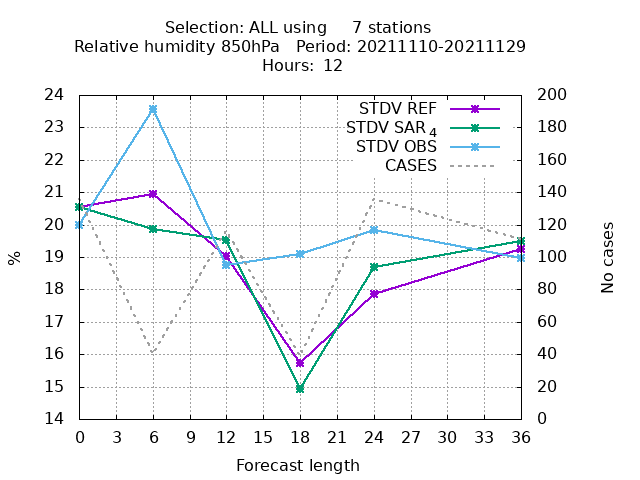 Selection: ALL using     7 stations
Relative humidity 850hPa   Period: 20211110-20211129
Hours: 12
24 200
STDV REF
23 180
STDV SAR 4
STDV OBS
22 160
CASES
21 140
20 120
19 100
% No cases
18 80
17 60
16 40
15 20
14 0
0 3 6 9 12 15 18 21 24 27 30 33 36
Forecast length